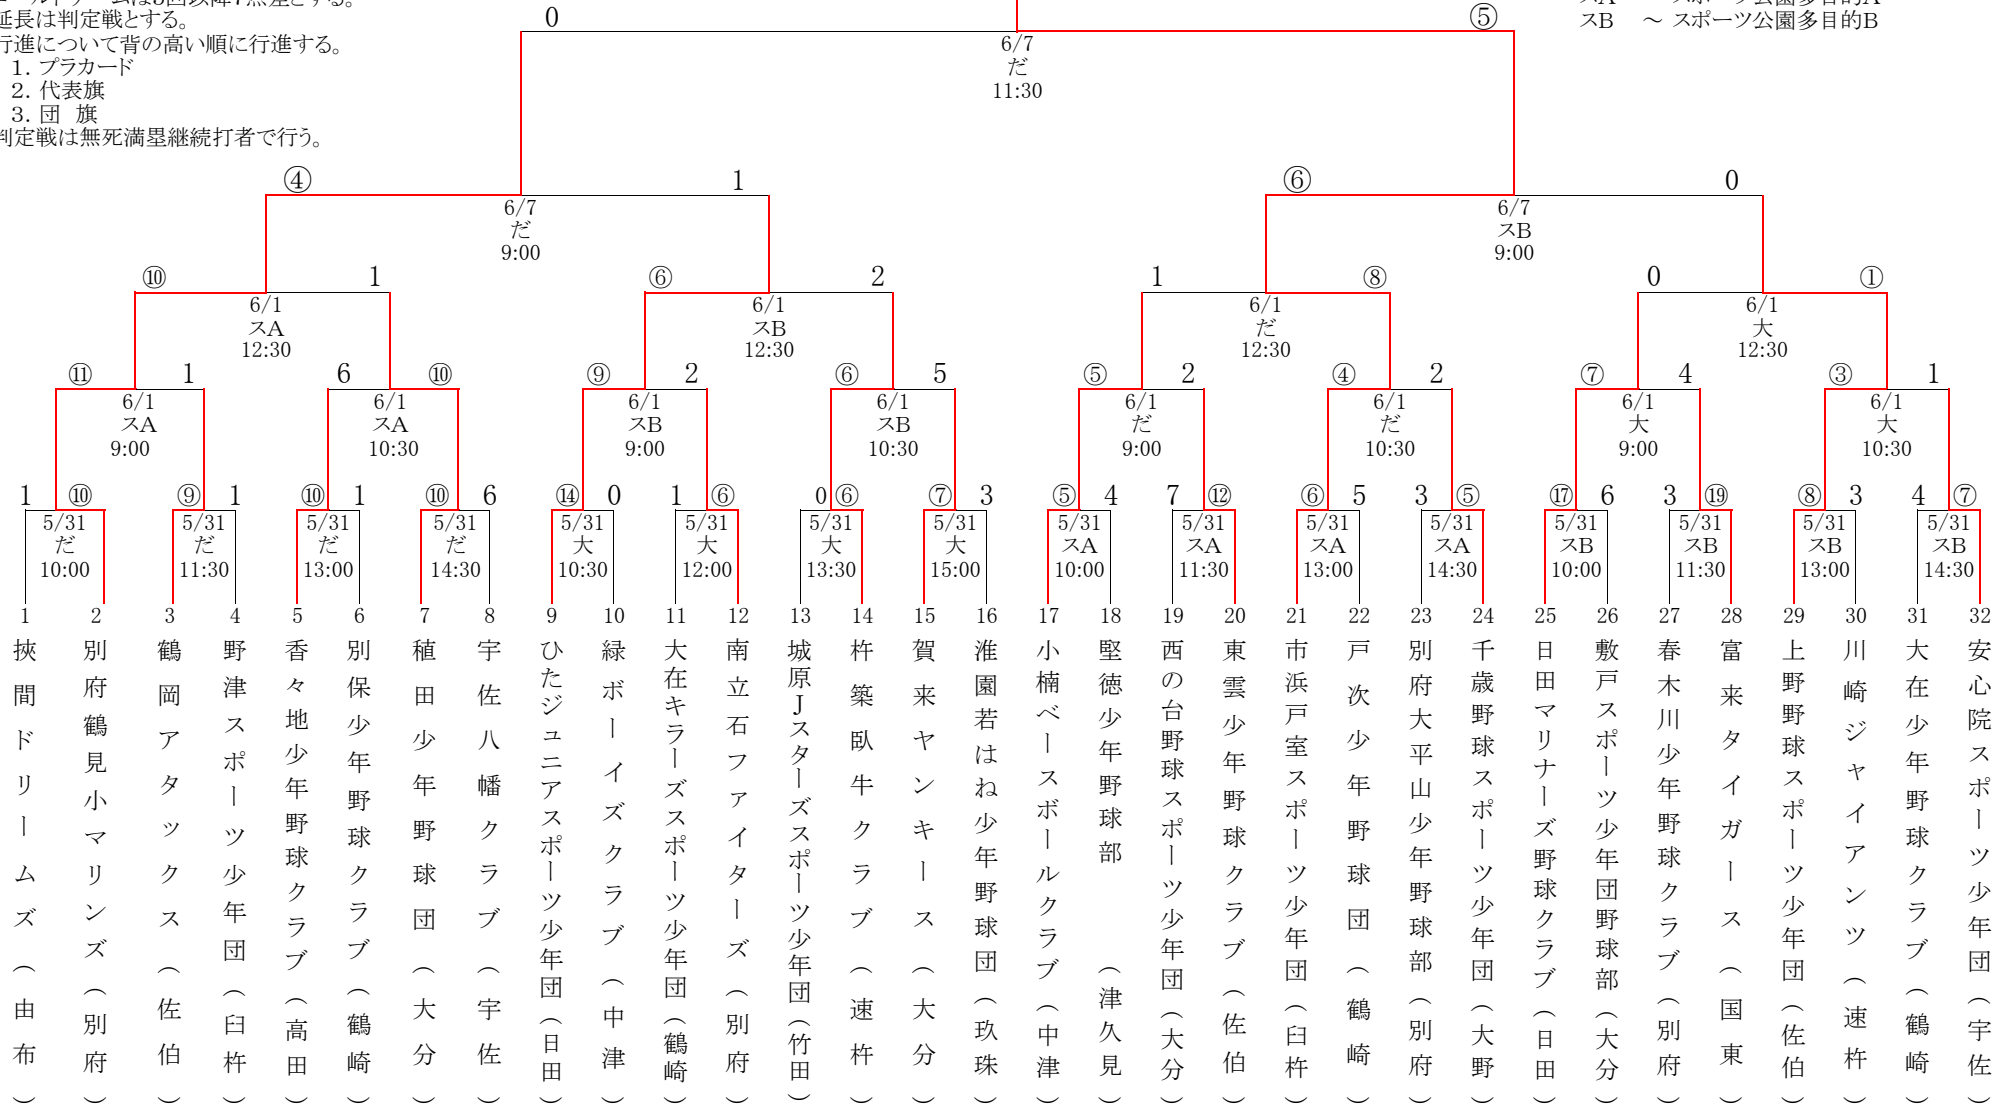 延長は判定戦とする。
行進について背の高い順に行進する。
1. プラカード
2. 代表旗
3. 団 旗
判定戦は無死満塁継続打者で行う。
スB ～ スポーツ公園多目的B
0 ⑤
6/7
だ
11:30
④ 1 ⑥ 0
6/7 6/7
だ スB
9:00 9:00
⑩ 1 ⑥ 2 1 ⑧ 0 ①
6/1 6/1 6/1 6/1
スA スB だ 大
12:30 12:30 12:30 12:30
⑪ 1 6 ⑩ ⑨ 2 ⑥ 5 ⑤ 2 ④ 2 ⑦ 4 ③ 1
6/1 6/1 6/1 6/1 6/1 6/1 6/1 6/1
スA スA スB スB だ だ 大 大
9:00 10:30 9:00 10:30 9:00 10:30 9:00 10:30
1 ⑩ ⑨ 1 ⑩ 1 ⑩ 6 ⑭ 0 1 ⑥ 0 ⑥ ⑦ 3 ⑤ 4 7 ⑫ ⑥ 5 3 ⑤ ⑰ 6 3 ⑲ ⑧ 3 4 ⑦
5/31 5/31 5/31 5/31 5/31 5/31 5/31 5/31 5/31 5/31 5/31 5/31 5/31 5/31 5/31 5/31
だ だ だ だ 大 大 大 大 スA スA スA スA スB スB スB スB
10:00 11:30 13:00 14:30 10:30 12:00 13:30 15:00 10:00 11:30 13:00 14:30 10:00 11:30 13:00 14:30
1 挾間ドリームズ（由布）
2 別府鶴見小マリンズ（別府）
3 鶴岡アタックス（佐伯）
4 野津スポーツ少年団（臼杵）
5 香々地少年野球クラブ（高田）
6 別保少年野球クラブ（鶴崎）
7 稙田少年野球団（大分）
8 宇佐八幡クラブ（宇佐）
9 ひたジュニアスポーツ少年団（日田）
10 緑ボーイズクラブ（中津）
11 大在キラーズスポーツ少年団（鶴崎）
12 南立石ファイターズ（別府）
13 城原Jスターズスポーツ少年団（竹田）
14 杵築臥牛クラブ（速杵）
15 賀来ヤンキース（大分）
16 淮園若はね少年野球団（玖珠）
17 小楠ベースボールクラブ（中津）
18 堅徳少年野球部（津久見）
19 西の台野球スポーツ少年団（大分）
20 東雲少年野球クラブ（佐伯）
21 市浜戸室スポーツ少年団（臼杵）
22 戸次少年野球団（鶴崎）
23 別府大平山少年野球部（別府）
24 千歳野球スポーツ少年団（大野）
25 日田マリナーズ野球クラブ（日田）
26 敷戸スポーツ少年団野球部（大分）
27 春木川少年野球クラブ（別府）
28 富来タイガース（国東）
29 上野野球スポーツ少年団（佐伯）
30 川崎ジャイアンツ（速杵）
31 大在少年野球クラブ（鶴崎）
32 安心院スポーツ少年団（宇佐）